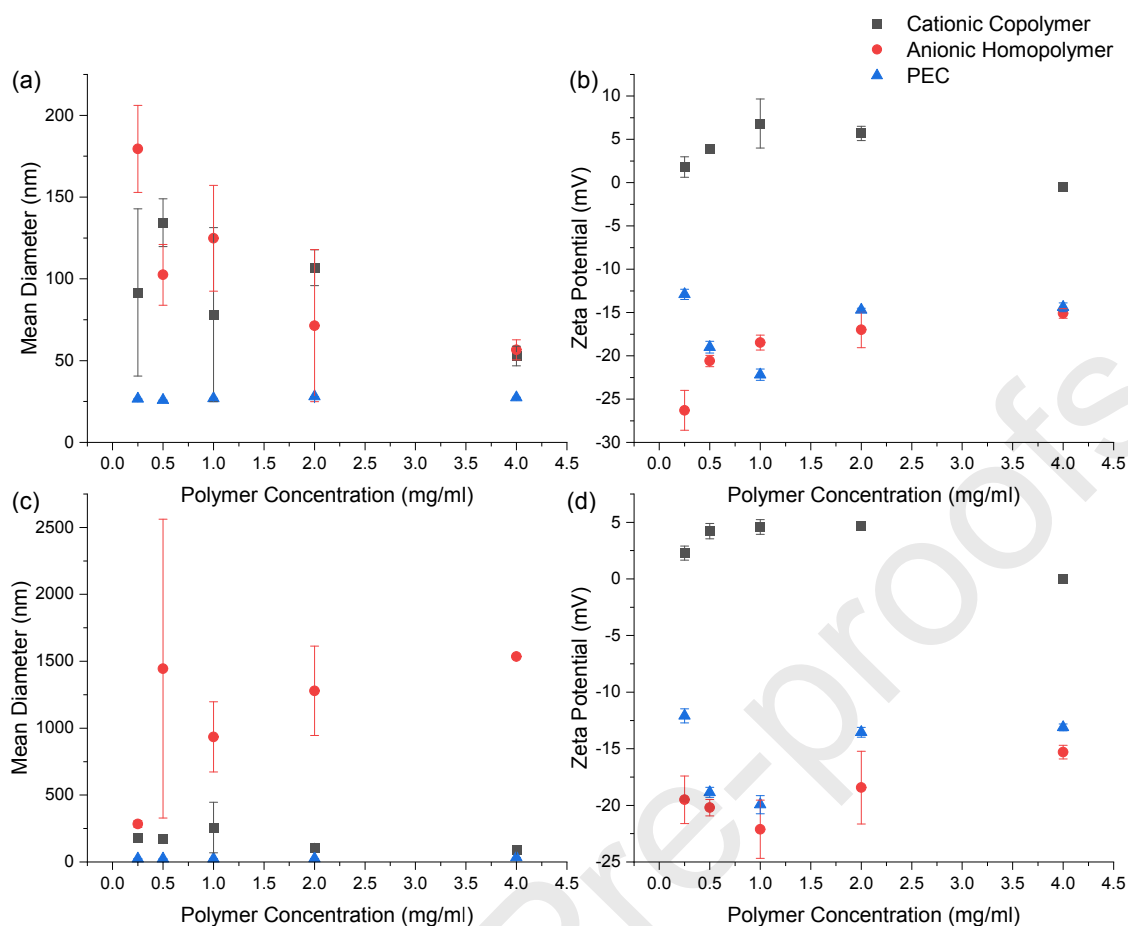 Cationic Copolymer
Anionic Homopolymer
PEC
(a)
200
150
100
50
0
Mean Diameter (nm)
0.0 0.5 1.0 1.5 2.0 2.5 3.0 3.5 4.0 4.5
Polymer Concentration (mg/ml)
(b)
10
5
0
-5
-10
-15
-20
-25
-30
Zeta Potential (mV)
0.0 0.5 1.0 1.5 2.0 2.5 3.0 3.5 4.0 4.5
Polymer Concentration (mg/ml)
(c)
2500
2000
1500
1000
500
0
Mean Diameter (nm)
0.0 0.5 1.0 1.5 2.0 2.5 3.0 3.5 4.0 4.5
Polymer Concentration (mg/ml)
(d)
5
0
-5
-10
-15
-20
-25
Zeta Potential (mV)
0.0 0.5 1.0 1.5 2.0 2.5 3.0 3.5 4.0 4.5
Polymer Concentration (mg/ml)
Pre-proofs